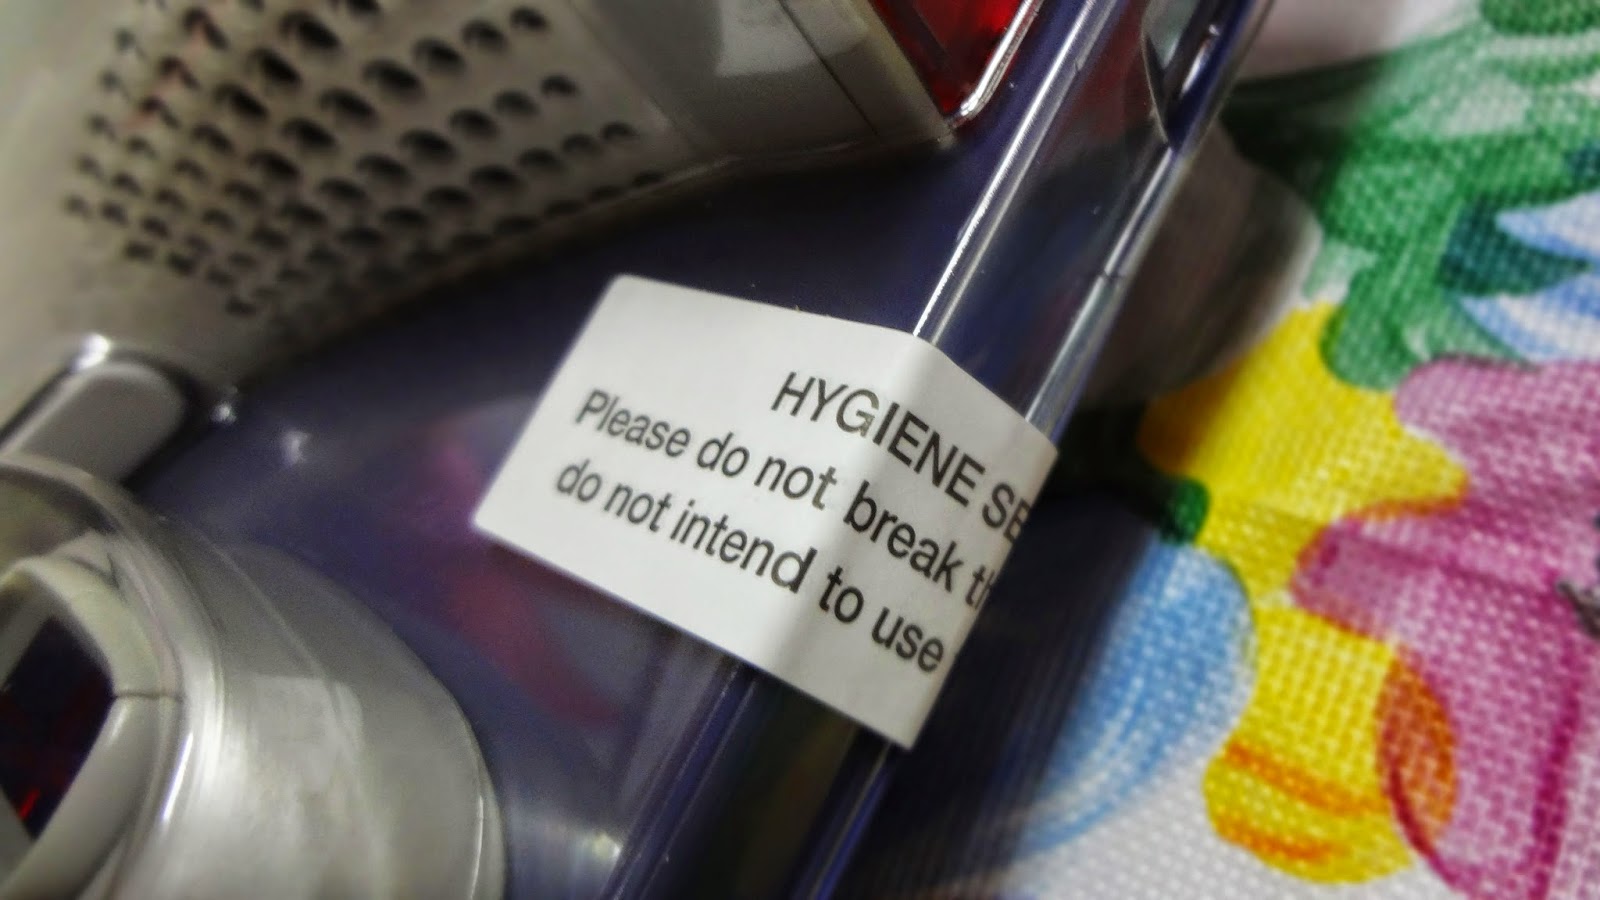 HYGIENE SE
Please do not break th
do not intend to use